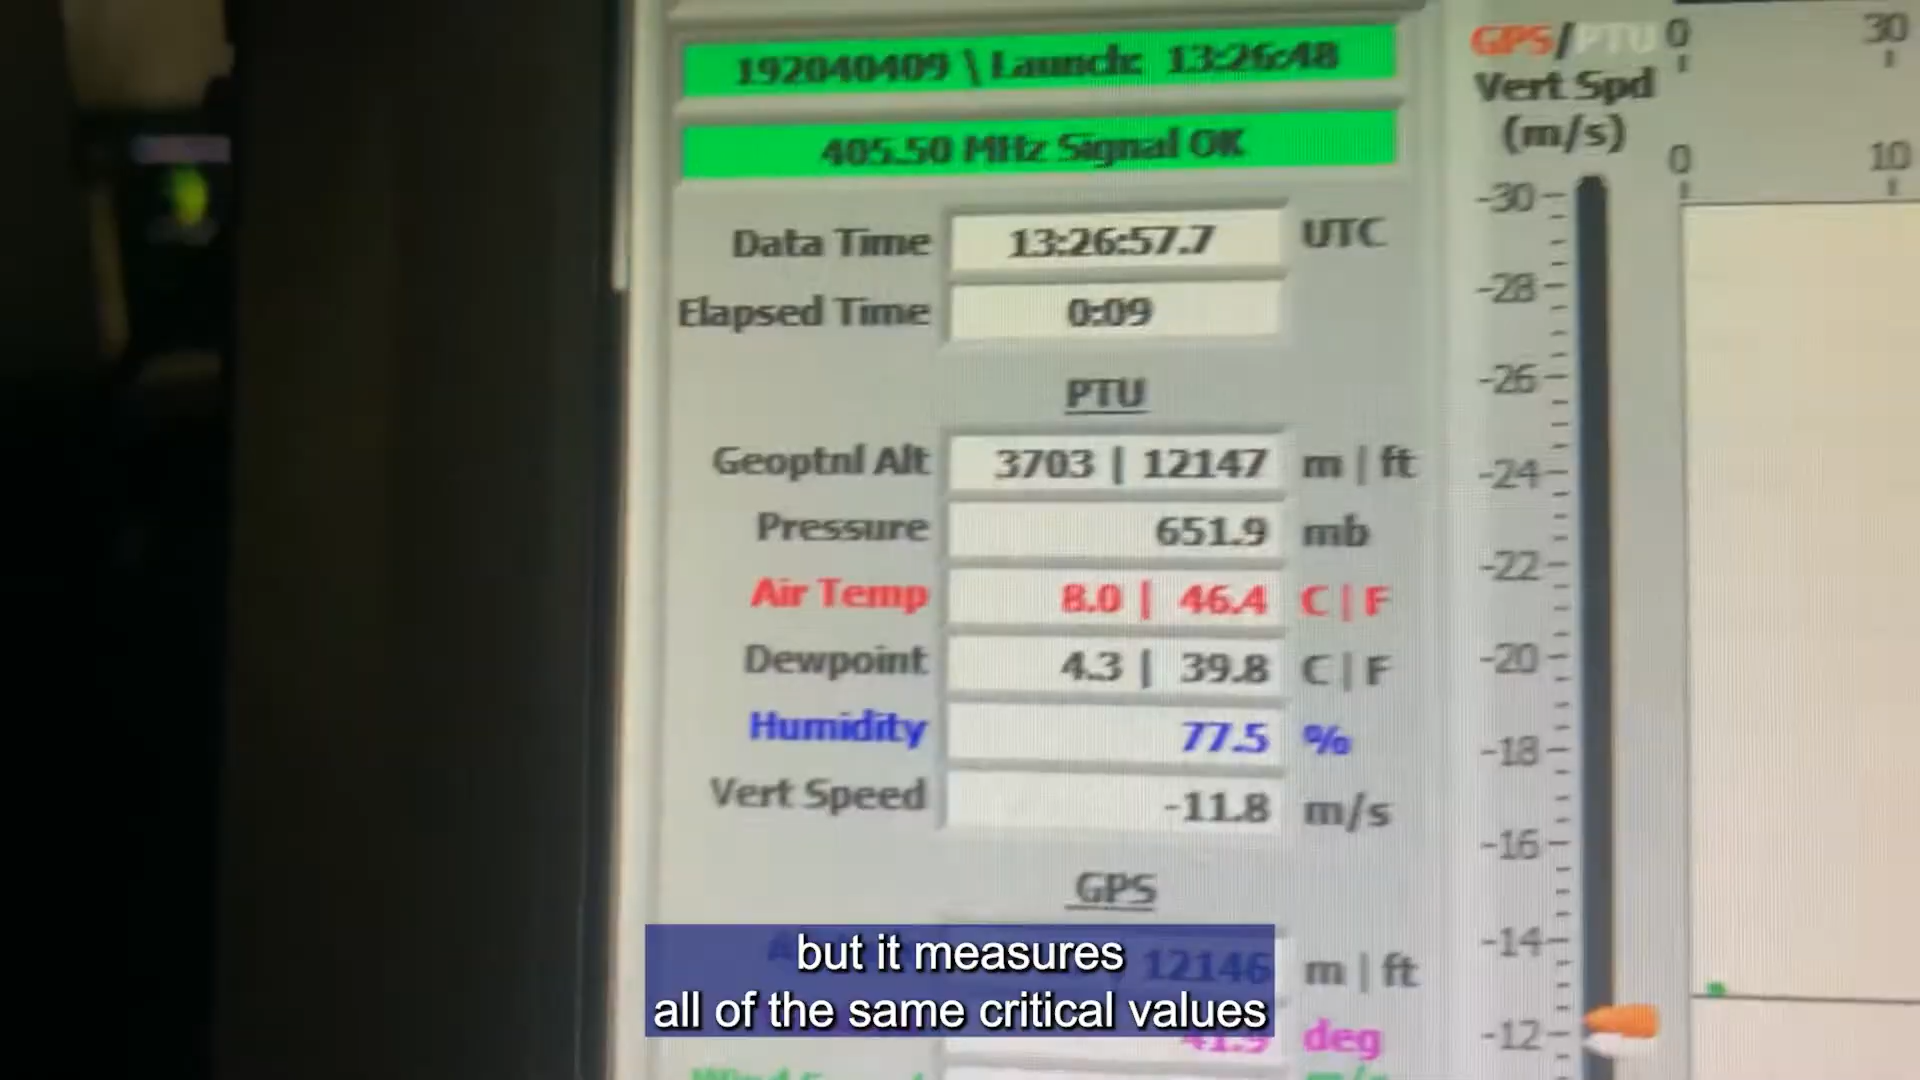 192040409 \ Launch: 13:26:48
405.50 MHz Signal OK
Data Time 13:26:57.7 UTC
Elapsed Time 0:09
PTU
Geoptnl Alt 3703 | 12147 m | ft
Pressure 651.9 mb
Air Temp 8.0 | 46.4 C | F
Dewpoint 4.3 | 39.8 C | F
Humidity 77.5 %
Vert Speed -11.8 m/s
GPS
12146 m | ft
41.9 deg
m/s
GPS/PTU
Vert Spd
(m/s)
-30
-28
-26
-24
-22
-20
-18
-16
-14
-12
0 30
0 10
but it measures
all of the same critical values